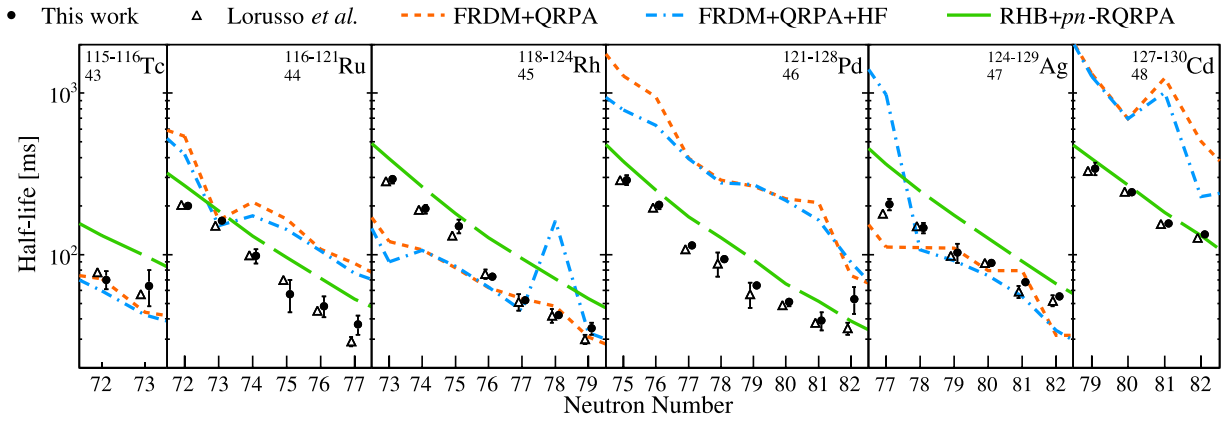 This work Lorusso et al. FRDM+QRPA FRDM+QRPA+HF RHB+pn-RQRPA
115-116 43 Tc 116-121 44 Ru 118-124 45 Rh 121-128 46 Pd 124-129 47 Ag 127-130 48 Cd
10³
10²
Half-life [ms]
72 73 72 73 74 75 76 77 73 74 75 76 77 78 79 75 76 77 78 79 80 81 82 77 78 79 80 81 82 79 80 81 82
Neutron Number